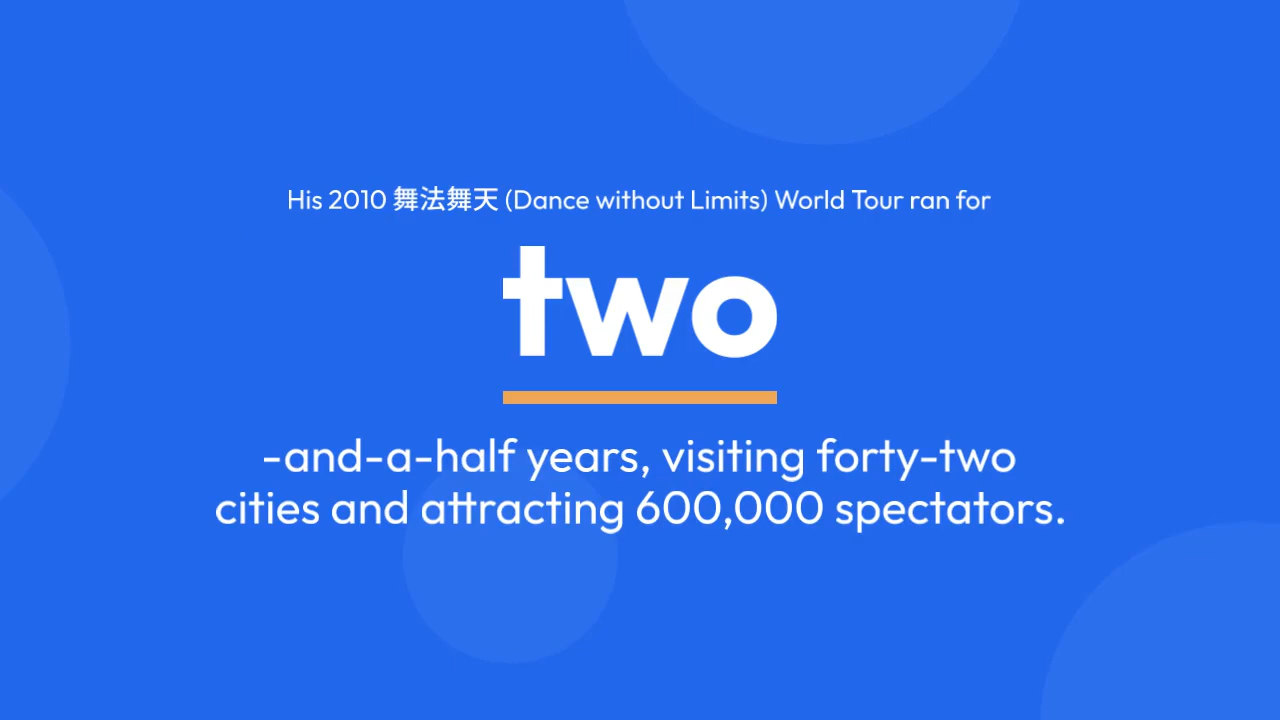 His 2010 舞法舞天 (Dance without Limits) World Tour ran for
two
-and-a-half years, visiting forty-two
cities and attracting 600,000 spectators.